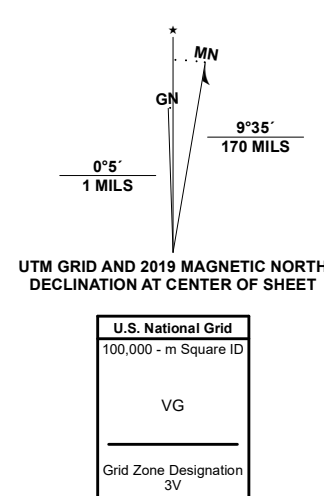 ★
MN
GN
9°35´
170 MILS
0°5´
1 MILS
UTM GRID AND 2019 MAGNETIC NORTH
DECLINATION AT CENTER OF SHEET
U.S. National Grid
100,000 - m Square ID
VG
Grid Zone Designation
3V